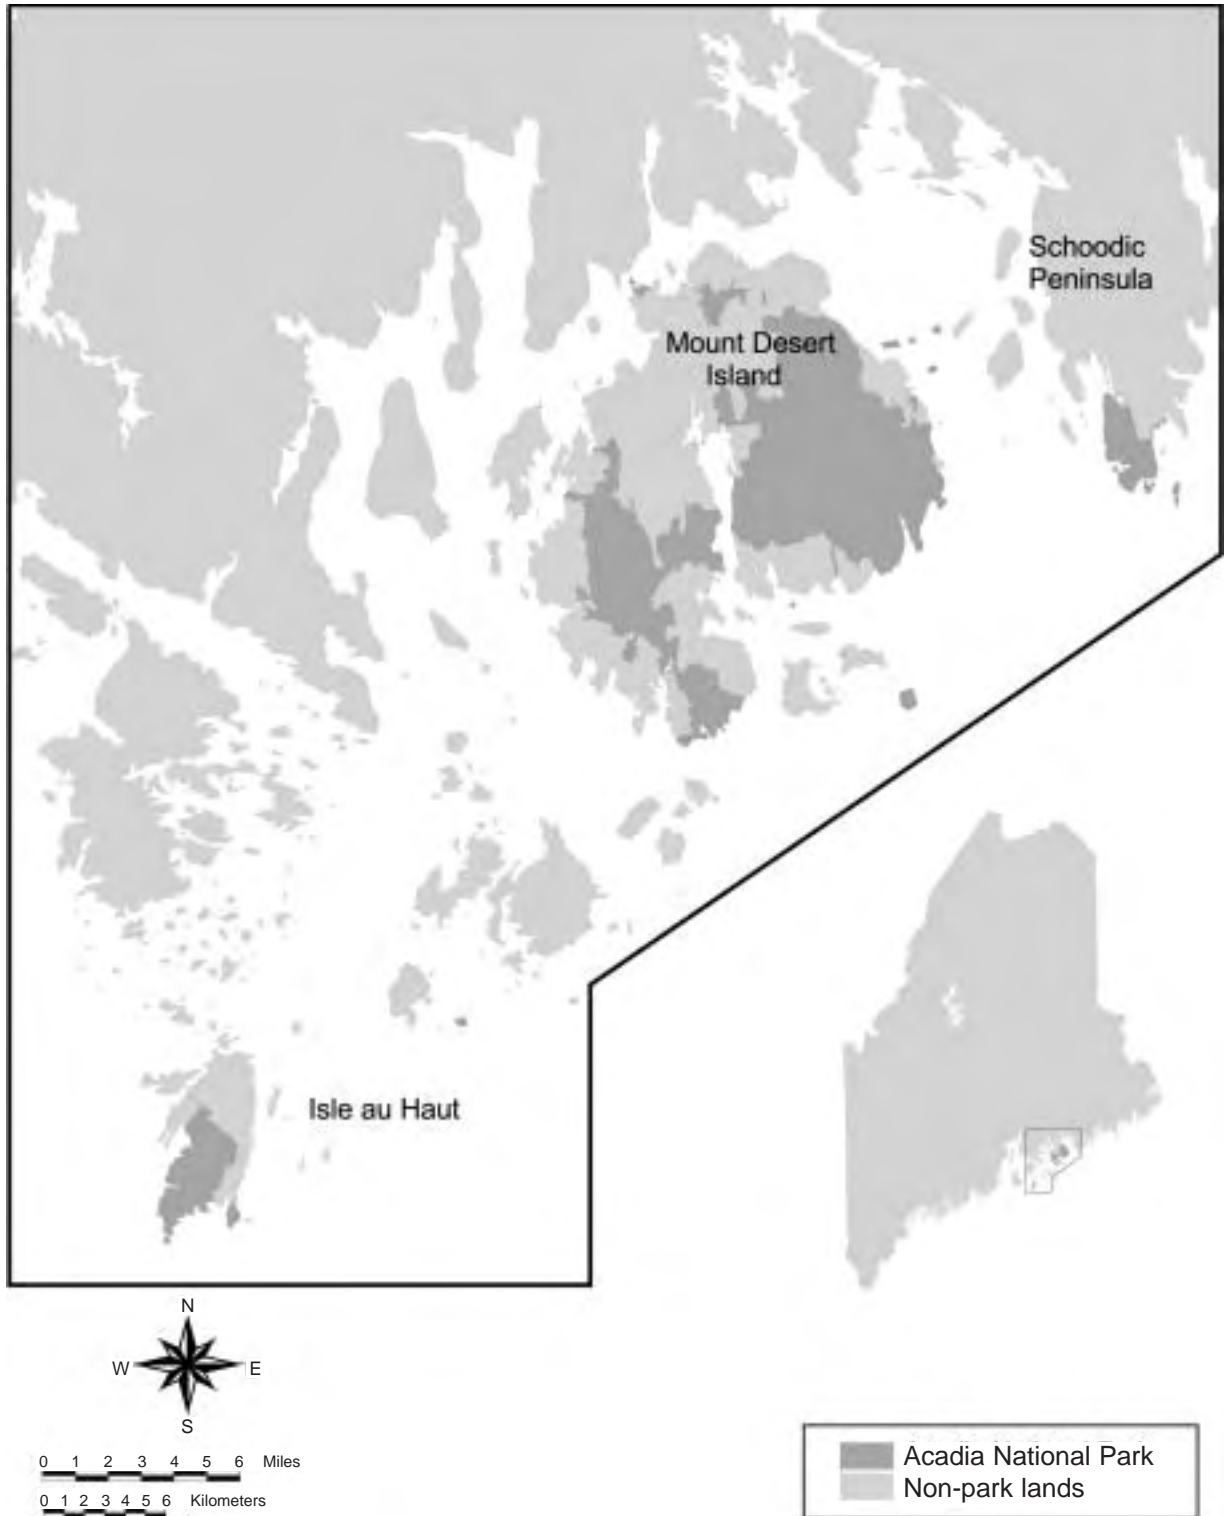 Schoodic
Peninsula
Mount Desert
Island
Isle au Haut
N
W E
S
0 1 2 3 4 5 6 Miles
0 1 2 3 4 5 6 Kilometers
Acadia National Park
Non-park lands